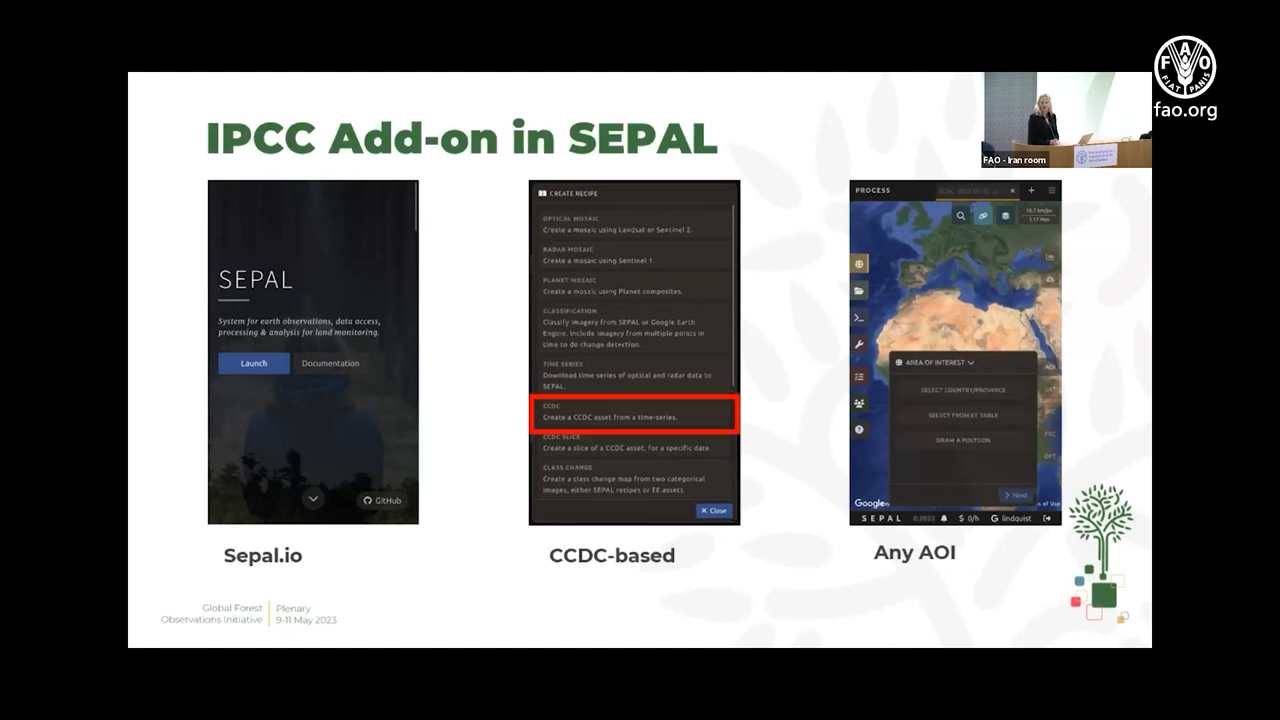 FAO
FIAT PANIS
fao.org
FAO - Iran room
IPCC Add-on in SEPAL
SEPAL
System for earth observations, data access,
processing & analysis for land monitoring.
Launch
Documentation
GitHub
Sepal.io
CREATE RECIPE
OPTICAL MOSAIC
Create a mosaic using Landsat or Sentinel 2.
RADAR MOSAIC
Create a mosaic using Sentinel 1.
PLANET MOSAIC
Create a mosaic using Planet composites.
CLASSIFICATION
Classify imagery from SEPAL or Google Earth
Engine. Include imagery from multiple points in
time to do change detection.
TIME SERIES
Download time series of optical and radar data to
SEPAL.
CCDC
Create a CCDC asset from a time-series.
CCDC SLICE
Create a slice of a CCDC asset, for a specific date.
CLASS CHANGE
Create a class change map from two categorical
images, either SEPAL recipes or EE assets.
Close
CCDC-based
PROCESS
AREA OF INTEREST
SELECT COUNTRY/PROVINCE
SELECT FROM EE TABLE
DRAW A POLYGON
Next
Google
SEPAL
©2023
$ 0/h
lindquist
Any AOI
Global Forest
Observations Initiative
Plenary
9-11 May 2023